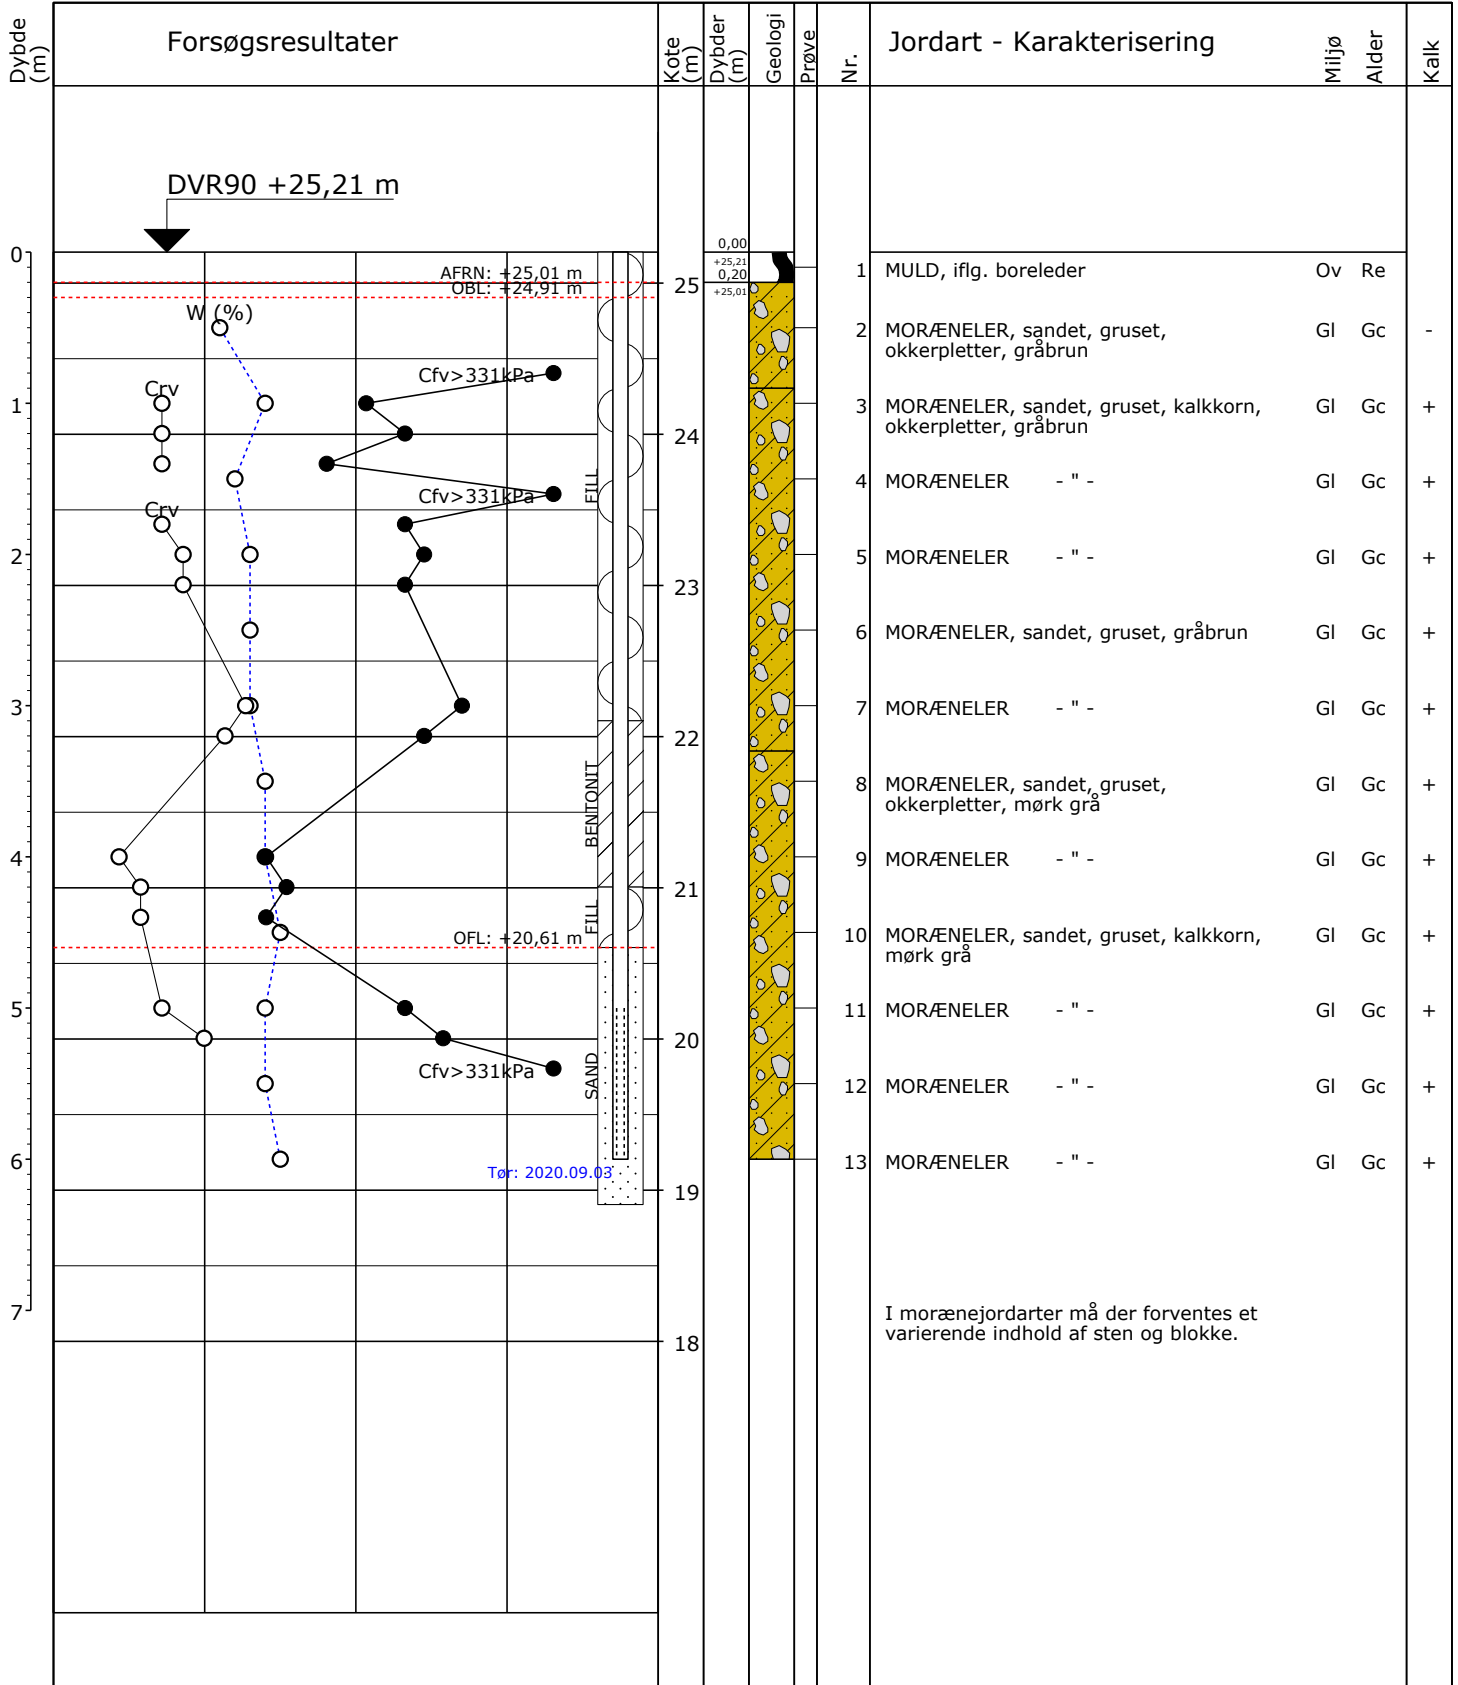 Dybde (m)
Forsøgsresultater
Kote (m)
Dybder (m)
Geologi
Prøve
Nr.
Jordart - Karakterisering
Miljø
Alder
Kalk
DVR90 +25,21 m
0
0,00
+25,21
AFRN: +25,01 m
0,20
1 MULD, iflg. boreleder Ov Re
OBL: +24,91 m
25
+25,01
W (%)
2 MORÆNELER, sandet, gruset, Gl Gc -
okkerpletter, gråbrun
Cfv>331kPa
Crv
1
3 MORÆNELER, sandet, gruset, kalkkorn, Gl Gc +
okkerpletter, gråbrun
24
4 MORÆNELER - " - Gl Gc +
FILL
Cfv>331kPa
Crv
2
5 MORÆNELER - " - Gl Gc +
23
6 MORÆNELER, sandet, gruset, gråbrun Gl Gc +
3
7 MORÆNELER - " - Gl Gc +
22
8 MORÆNELER, sandet, gruset, Gl Gc +
okkerpletter, mørk grå
BENTONIT
4
9 MORÆNELER - " - Gl Gc +
21
FILL
OFL: +20,61 m
10 MORÆNELER, sandet, gruset, kalkkorn, Gl Gc +
mørk grå
5
11 MORÆNELER - " - Gl Gc +
20
Cfv>331kPa
SAND
12 MORÆNELER - " - Gl Gc +
6
13 MORÆNELER - " - Gl Gc +
Tør: 2020.09.03
19
7
I morænejordarter må der forventes et
varierende indhold af sten og blokke.
18